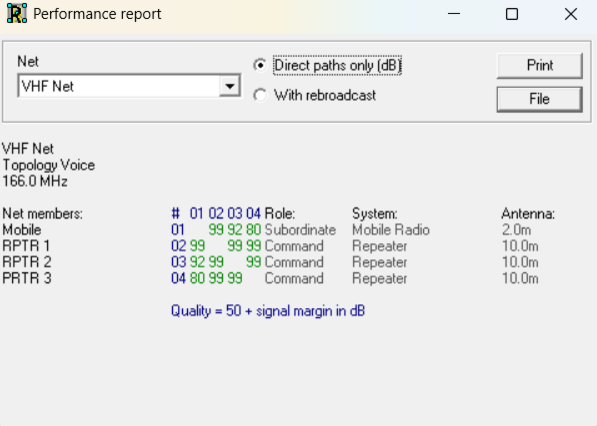 Performance report
Net
VHF Net
Direct paths only (dB)
With rebroadcast
Print
File
VHF Net
Topology Voice
166.0 MHz
Net members: # 01 02 03 04 Role: System: Antenna:
Mobile 01 99 92 80 Subordinate Mobile Radio 2.0m
RPTR 1 02 99 99 99 Command Repeater 10.0m
RPTR 2 03 92 99 99 Command Repeater 10.0m
PRTR 3 04 80 99 99 Command Repeater 10.0m
Quality = 50 + signal margin in dB